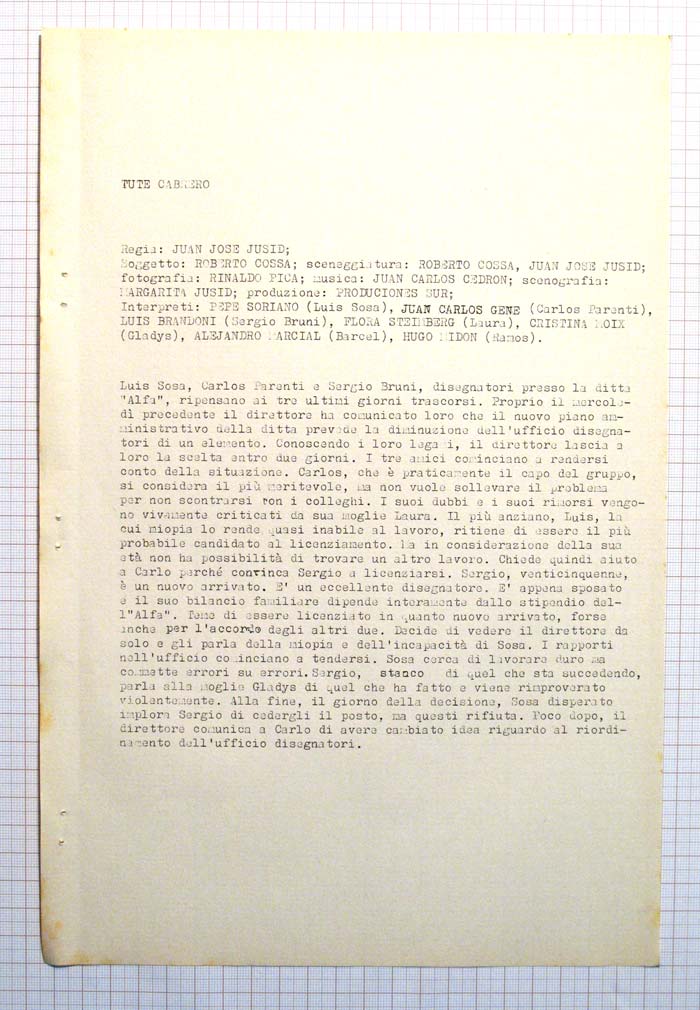 TUTE CABRERO
Regia: JUAN JOSE JUSID;
Soggetto: ROBERTO COSSA; sceneggiatura: ROBERTO COSSA, JUAN JOSE JUSID;
fotografia: RINALDO PICA; musica: JUAN CARLOS CEDRON; scenografia:
MARGARITA JUSID; produzione: PRODUCIONES SUR;
Interpreti: PEPE SORIANO (Luis Sosa), JUAN CARLOS GENE (Carlos Parenti),
LUIS BRANDONI (Sergio Bruni), FLORA STEINBERG (Laura), CRISTINA MOIX
(Gladys), ALEJANDRO MARCIAL (Barcel), HUGO MIDON (Ramos).
Luis Sosa, Carlos Parenti e Sergio Bruni, disegnatori presso la ditta
"Alfa", ripensano ai tre ultimi giorni trascorsi. Proprio il mercole-
dì precedente il direttore ha comunicato loro che il nuovo piano am-
ministrativo della ditta prevede la diminuzione dell'ufficio disegna-
tori di un elemento. Conoscendo i loro legami, il direttore lascia a
loro la scelta entro due giorni. I tre amici cominciano a rendersi
conto della situazione. Carlos, che è praticamente il capo del gruppo,
si considera il più meritevole, ma non vuole sollevare il problema
per non scontrarsi con i colleghi. I suoi dubbi e i suoi rimorsi vengo-
no vivamente criticati da sua moglie Laura. Il più anziano, Luis, la
cui miopia lo rende quasi inabile al lavoro, ritiene di essere il più
probabile candidato al licenziamento. Ma in considerazione della sua
età non ha possibilità di trovare un altro lavoro. Chiede quindi aiuto
a Carlo perché convinca Sergio a licenziarsi. Sergio, venticinquenne,
è un nuovo arrivato. E' un eccellente disegnatore. E' appena sposato
e il suo bilancio familiare dipende interamente dallo stipendio del-
l'"Alfa". Teme di essere licenziato in quanto nuovo arrivato, forse
anche per l'accordo degli altri due. Decide di vedere il direttore da
solo e gli parla della miopia e dell'incapacità di Sosa. I rapporti
nell'ufficio cominciano a tendersi. Sosa cerca di lavorare duro ma
commette errori su errori. Sergio, stanco di quel che sta succedendo,
parla alla moglie Gladys di quel che ha fatto e viene rimproverato
violentemente. Alla fine, il giorno della decisione, Sosa disperato
implora Sergio di cedergli il posto, ma questi rifiuta. Poco dopo, il
direttore comunica a Carlo di avere cambiato idea riguardo al riordi-
namento dell'ufficio disegnatori.